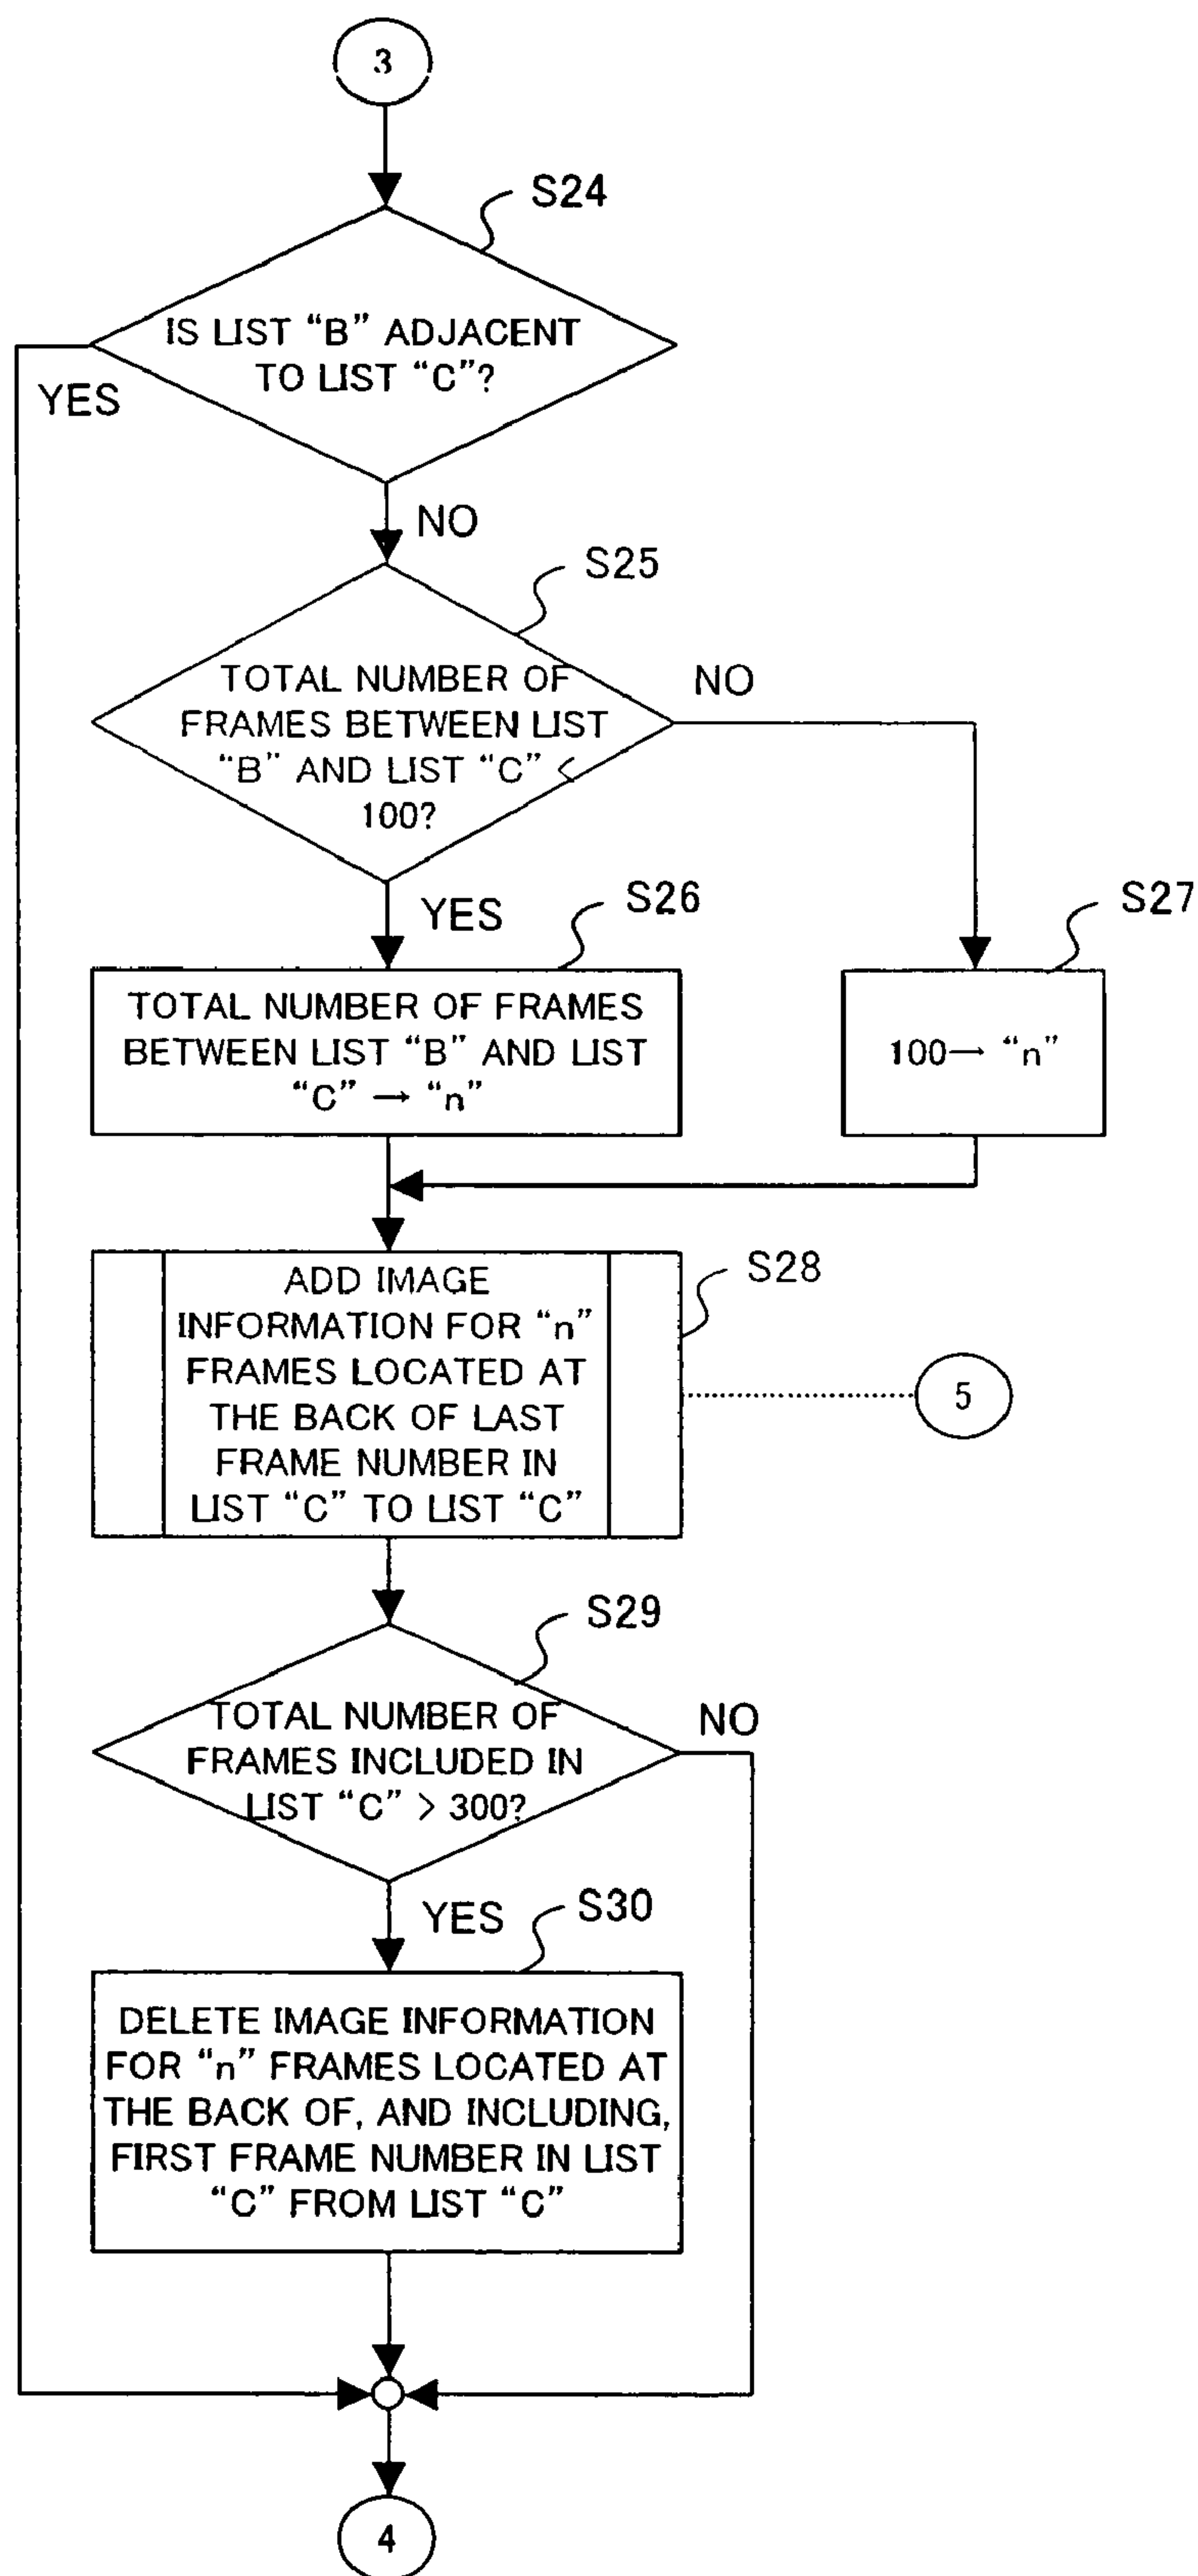 3
S24
IS LIST “B” ADJACENT
TO LIST “C”?
YES
NO
S25
TOTAL NUMBER OF
FRAMES BETWEEN LIST
“B” AND LIST “C” <
100?
NO
YES
S26
S27
TOTAL NUMBER OF FRAMES
BETWEEN LIST “B” AND LIST
“C” → “n”
100→ “n”
ADD IMAGE
INFORMATION FOR “n”
FRAMES LOCATED AT
THE BACK OF LAST
FRAME NUMBER IN
LIST “C” TO LIST “C”
S28
5
S29
TOTAL NUMBER OF
FRAMES INCLUDED IN
LIST “C” > 300?
NO
YES
S30
DELETE IMAGE INFORMATION
FOR “n” FRAMES LOCATED AT
THE BACK OF, AND INCLUDING,
FIRST FRAME NUMBER IN LIST
“C” FROM LIST “C”
4